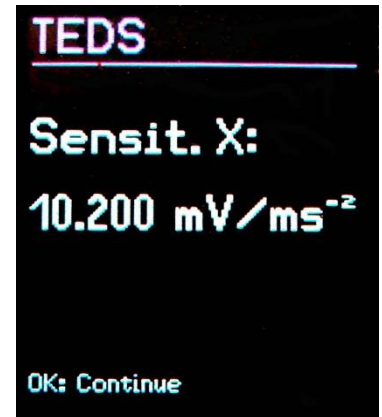 TEDS
Sensit. X:
10.200 mV/ms⁻²
OK: Continue